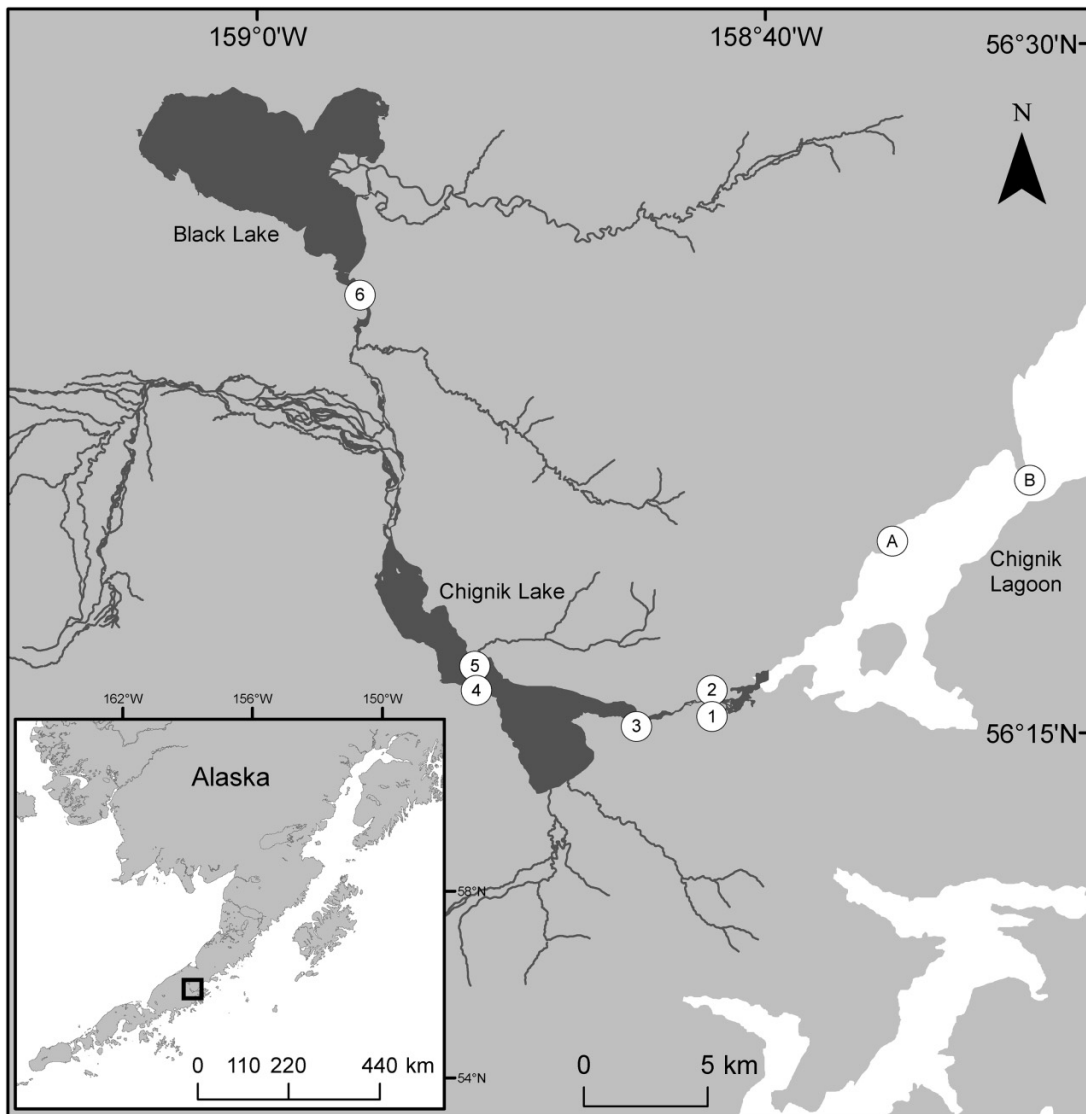 159°0'W
158°40'W
56°30'N
N
Black Lake
6
B
A
Chignik
Lagoon
Chignik Lake
5
4
2
1
3
56°15'N
162°W
156°W
150°W
Alaska
58°N
0 110 220 440 km
54°N
0 5 km